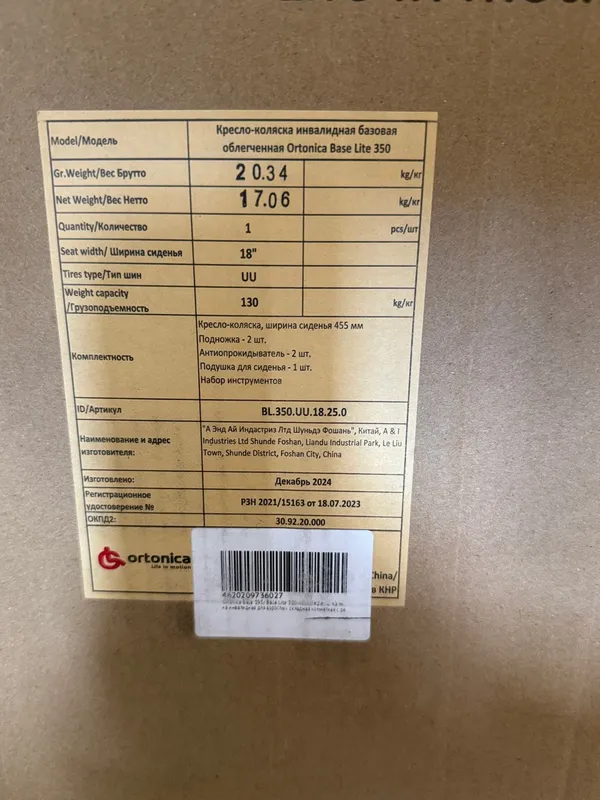 Model/Модель
Кресло-коляска инвалидная базовая
облегченная Ortonica Base Lite 350
Gr.Weight/Вес Брутто 20.34 kg/кг
Net Weight/Вес Нетто 17.06 kg/кг
Quantity/Количество 1 pcs/шт
Seat width/ Ширина сиденья 18"
Tires type/Тип шин UU
Weight capacity
/Грузоподъемность 130 kg/кг
Комплектность
Кресло-коляска, ширина сиденья 455 мм
Подножка - 2 шт.
Антиопрокидыватель - 2 шт.
Подушка для сиденья - 1 шт.
Набор инструментов
ID/Артикул BL.350.UU.18.25.0
Наименование и адрес
изготовителя:
"А Энд Ай Индастриз Лтд Шуньдэ Фошань", Китай, A & I
Industries Ltd Shunde Foshan, Liandu Industrial Park, Le Liu
Town, Shunde District, Foshan City, China
Изготовлено: Декабрь 2024
Регистрационное
удостоверение № РЗН 2021/15163 от 18.07.2023
ОКПД2: 30.92.20.000
ortonica
Life in motion
China/
в КНР
4620209736027